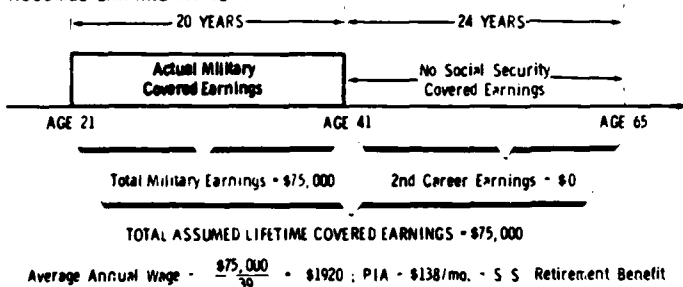 20 YEARS 24 YEARS
Actual Military
Covered Earnings
No Social Security
Covered Earnings
AGE 21 AGE 41 AGE 65
Total Military Earnings - $75,000 2nd Career Earnings - $0
TOTAL ASSUMED LIFETIME COVERED EARNINGS - $75,000
Average Annual Wage - $75,000 / 39 - $1920 ; PIA - $138/mo. - S S Retirement Benefit